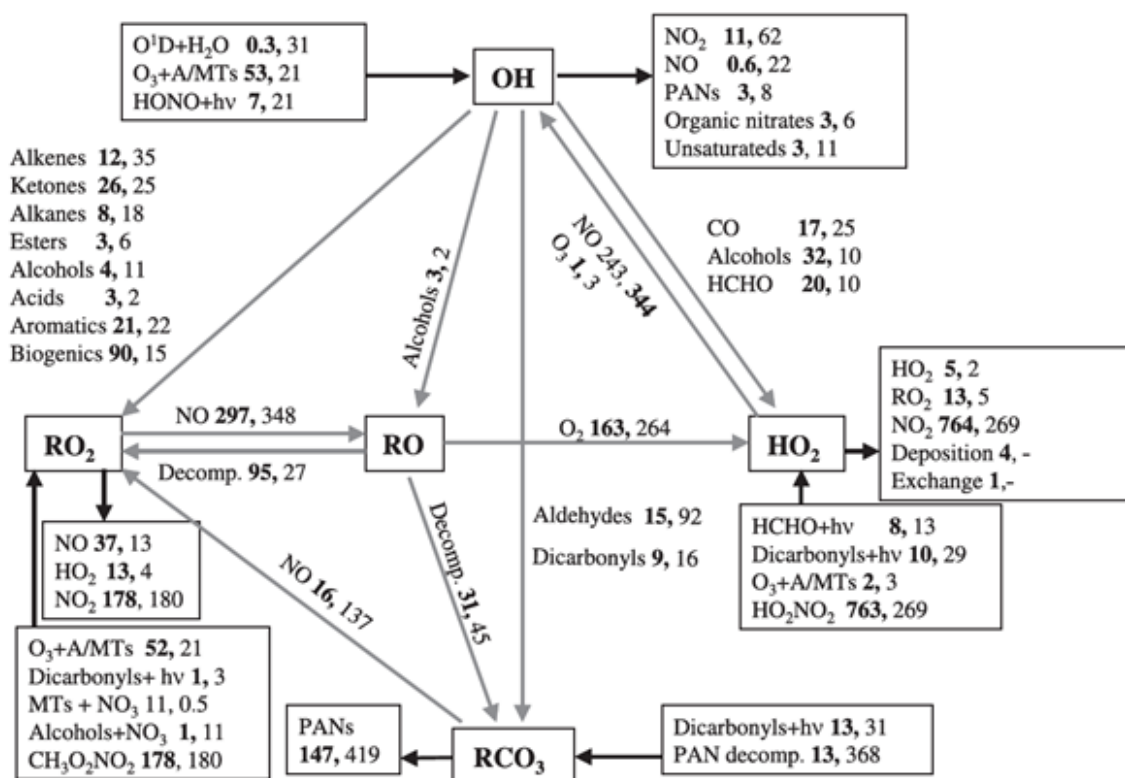 O¹D+H₂O 0.3, 31
O₃+A/MTs 53, 21
HONO+hν 7, 21
OH
NO₂ 11, 62
NO 0.6, 22
PANs 3, 8
Organic nitrates 3, 6
Unsaturateds 3, 11
Alkenes 12, 35
Ketones 26, 25
Alkanes 8, 18
Esters 3, 6
Alcohols 4, 11
Acids 3, 2
Aromatics 21, 22
Biogenics 90, 15
Alcohols 3, 2
NO 243, 344
O₃ 1, 3
CO 17, 25
Alcohols 32, 10
HCHO 20, 10
RO₂
NO 297, 348
Decomp. 95, 27
RO
O₂ 163, 264
HO₂
HO₂ 5, 2
RO₂ 13, 5
NO₂ 764, 269
Deposition 4, -
Exchange 1,-
NO 37, 13
HO₂ 13, 4
NO₂ 178, 180
NO 16, 137
Decomp. 31, 45
Aldehydes 15, 92
Dicarbonyls 9, 16
HCHO+hν 8, 13
Dicarbonyls+hν 10, 29
O₃+A/MTs 2, 3
HO₂NO₂ 763, 269
O₃+A/MTs 52, 21
Dicarbonyls+ hν 1, 3
MTs + NO₃ 11, 0.5
Alcohols+NO₃ 1, 11
CH₃O₂NO₂ 178, 180
PANs
147, 419
RCO₃
Dicarbonyls+hν 13, 31
PAN decomp. 13, 368